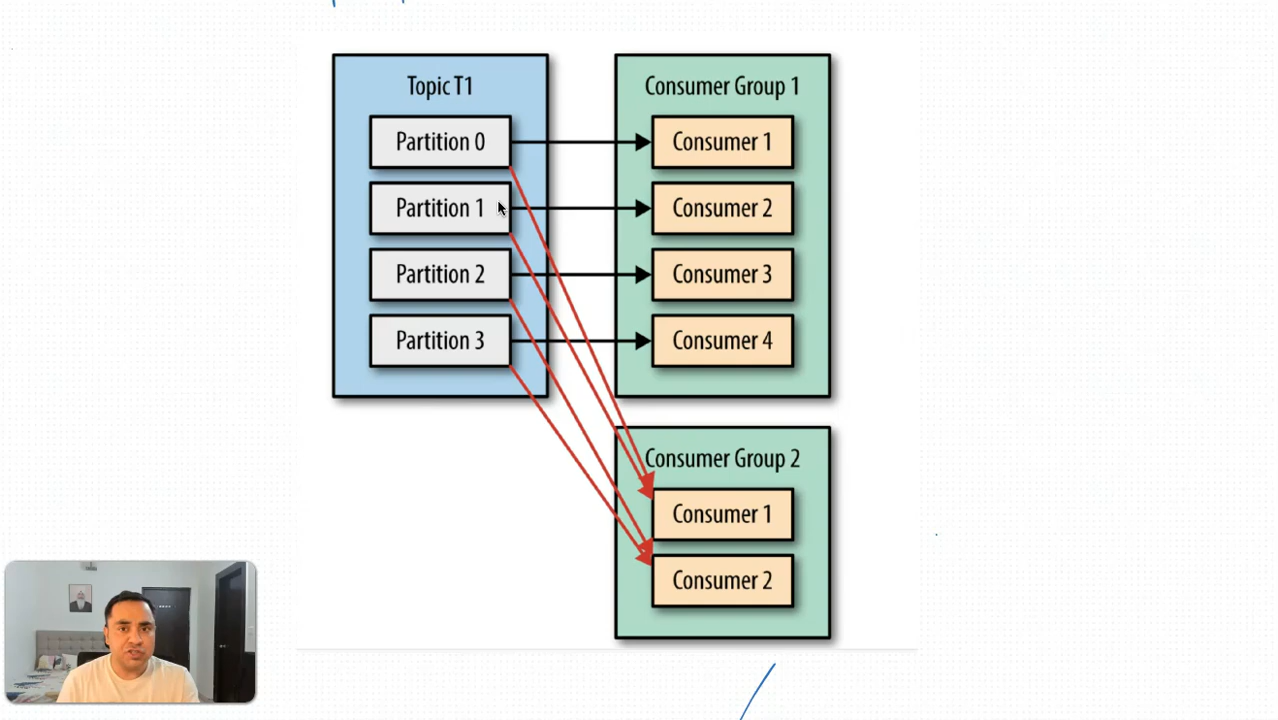 Topic T1
Partition 0
Partition 1
Partition 2
Partition 3
Consumer Group 1
Consumer 1
Consumer 2
Consumer 3
Consumer 4
Consumer Group 2
Consumer 1
Consumer 2